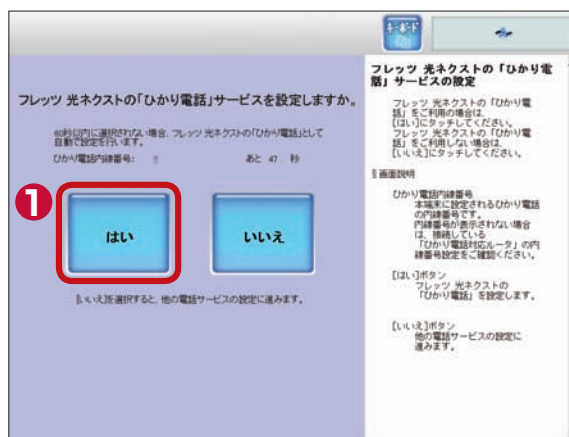 キーボード
フレッツ 光ネクストの「ひかり電話」サービスを設定しますか。
60秒以内に選択されない場合、フレッツ 光ネクストの「ひかり電話」として
自動で設定を行います。
ひかり電話内線番号:
あと 47 秒
1
はい
いいえ
[いいえ]を選択すると、他の電話サービスの設定に進みます。
フレッツ 光ネクストの「ひかり電
話」サービスの設定
フレッツ 光ネクストの「ひかり電
話」をご利用の場合は、
[はい]にタッチしてください。
フレッツ 光ネクストの「ひかり電
話」をご利用しない場合は、
[いいえ]にタッチしてください。
画面説明
ひかり電話内線番号
本端末に設定されるひかり電話
の内線番号です。
内線番号が表示されない場合
は、接続している
「ひかり電話対応ルータ」の内
線番号設定をご確認ください。
[はい]ボタン
フレッツ 光ネクストの
「ひかり電話」を設定します。
[いいえ]ボタン
他の電話サービスの設定に
進みます。